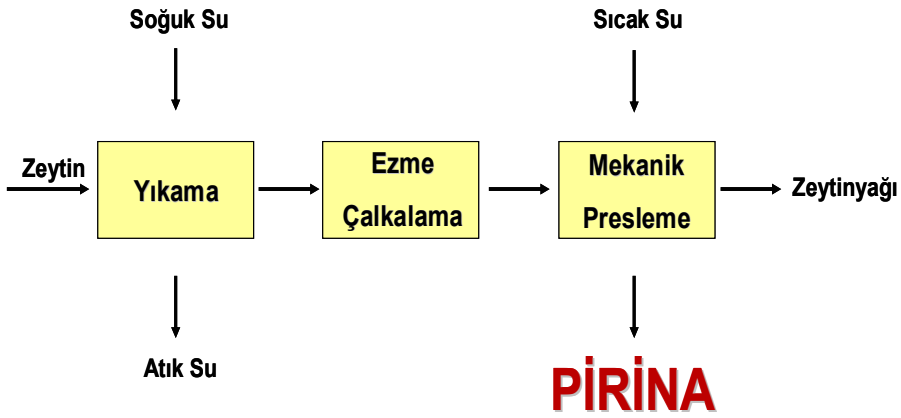 Soğuk Su
Sıcak Su
Zeytin
Yıkama
Ezme
Çalkalama
Mekanik
Presleme
Zeytinyağı
Atık Su
PİRİNA